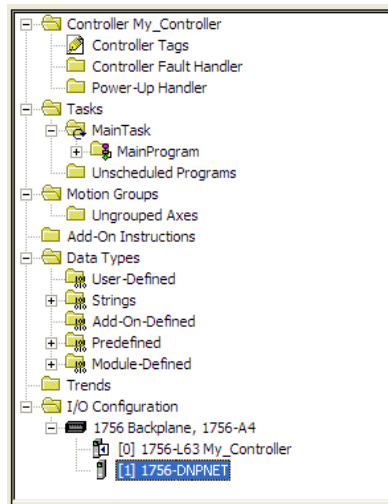 Controller My_Controller
Controller Tags
Controller Fault Handler
Power-Up Handler
Tasks
MainTask
MainProgram
Unscheduled Programs
Motion Groups
Ungrouped Axes
Add-On Instructions
Data Types
User-Defined
Strings
Add-On-Defined
Predefined
Module-Defined
Trends
I/O Configuration
1756 Backplane, 1756-A4
[0] 1756-L63 My_Controller
[1] 1756-DNPNET